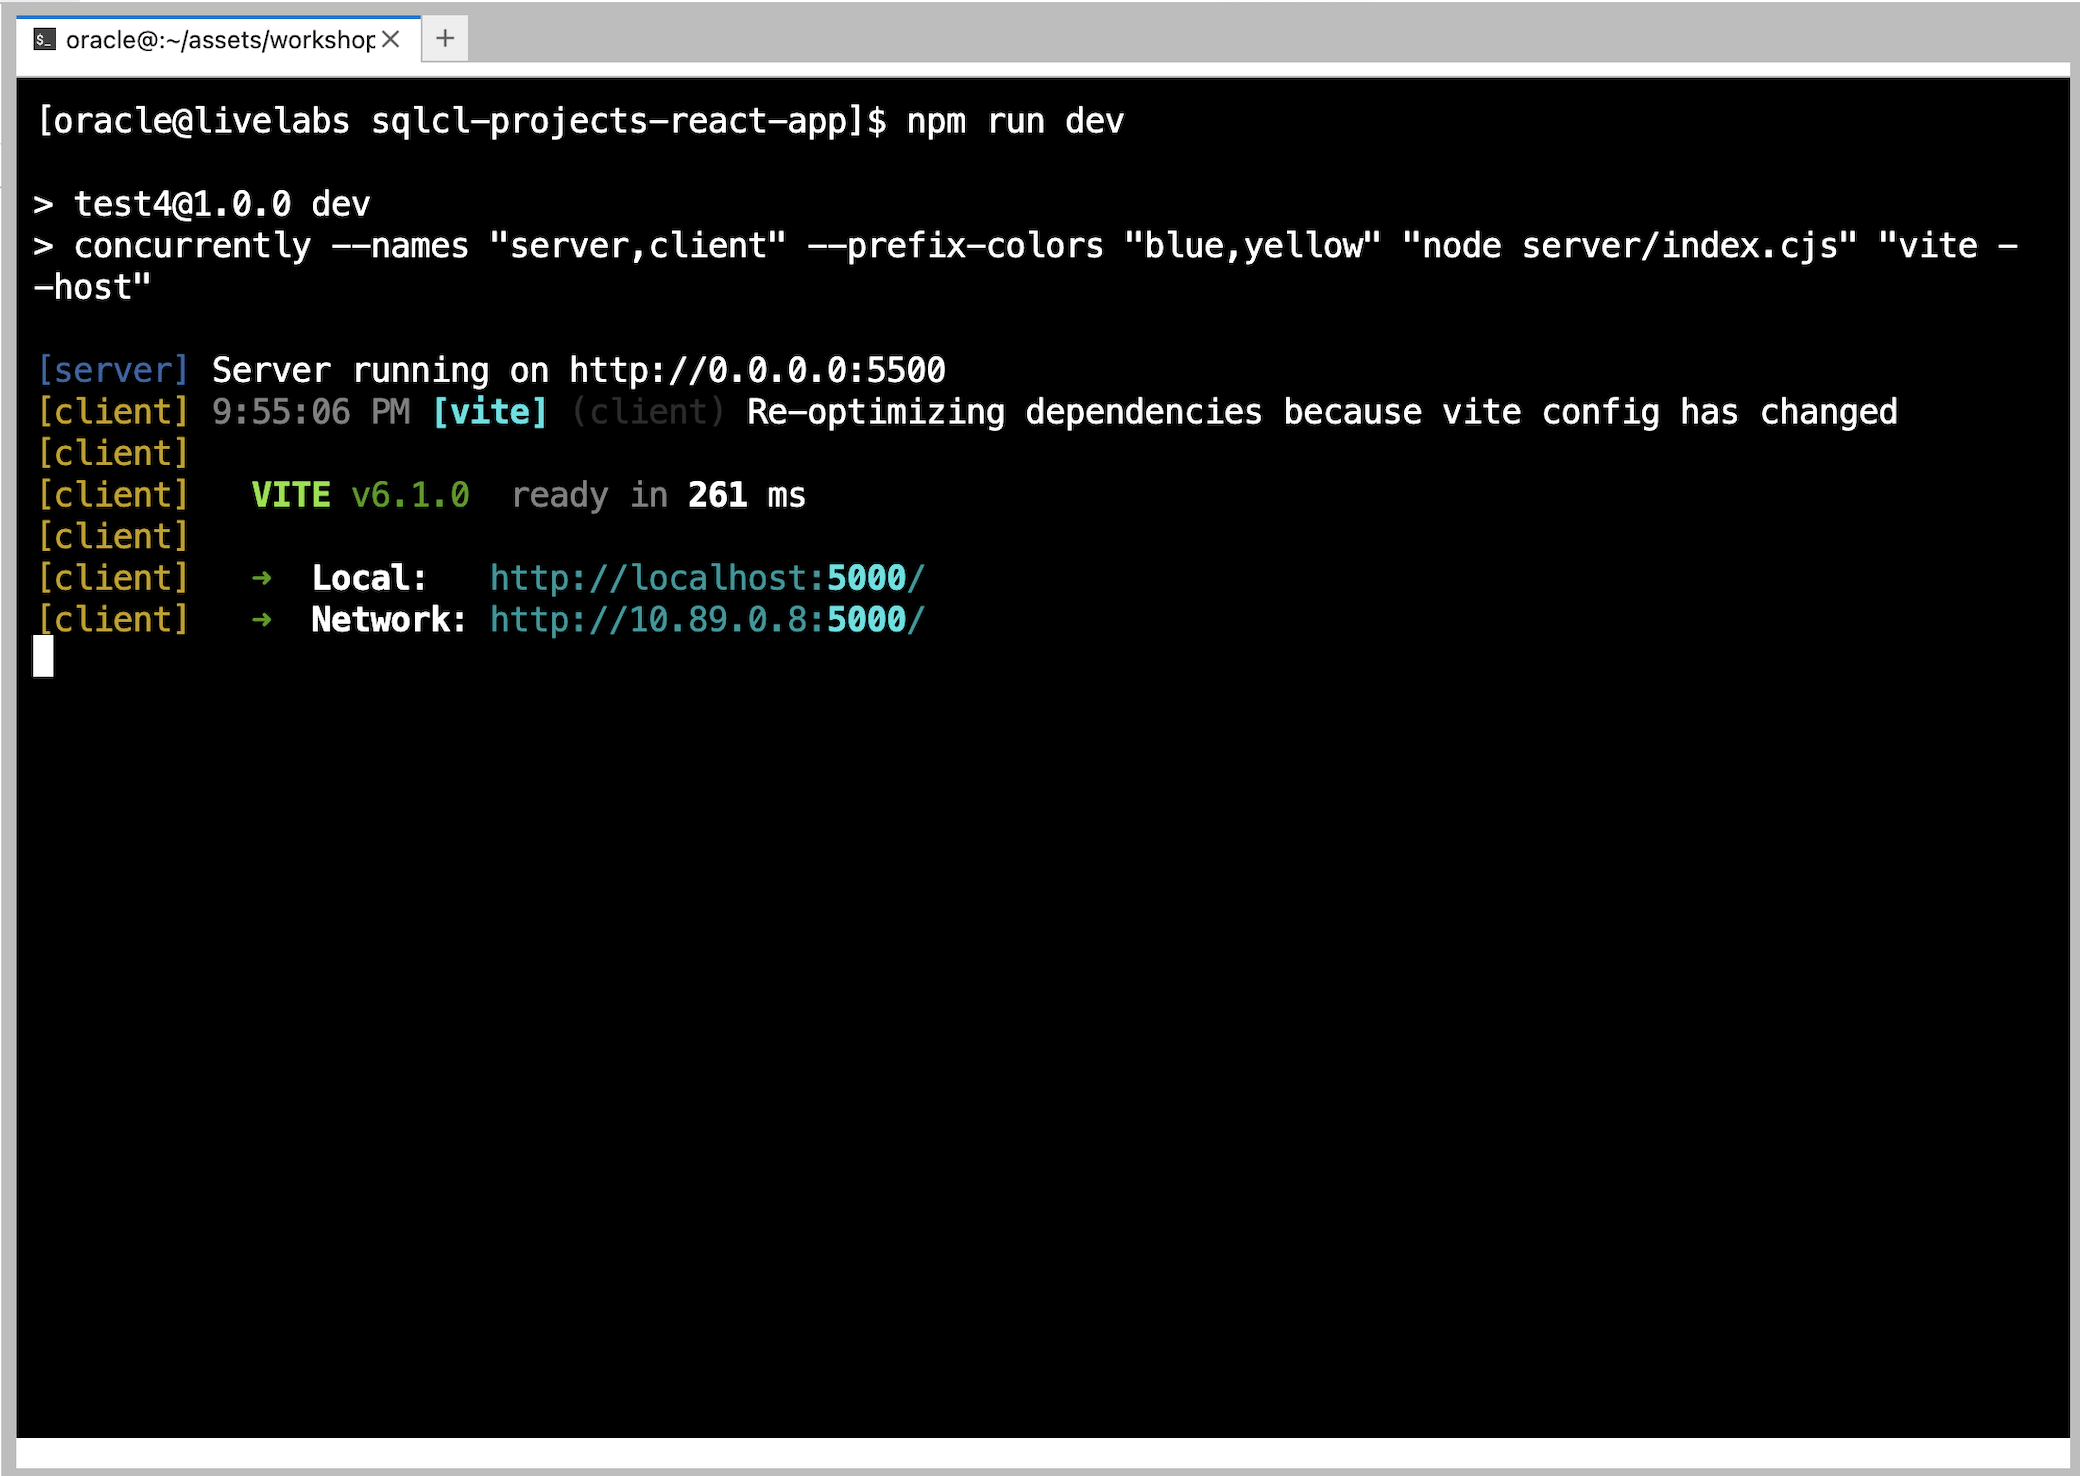 oracle@:~/assets/workshop
[oracle@livelabs sqlcl-projects-react-app]$ npm run dev
> test4@1.0.0 dev
> concurrently --names "server,client" --prefix-colors "blue,yellow" "node server/index.cjs" "vite -
-host"
[server] Server running on http://0.0.0.0:5500
[client] 9:55:06 PM [vite] (client) Re-optimizing dependencies because vite config has changed
[client]
[client] VITE v6.1.0 ready in 261 ms
[client]
[client] ➜ Local: http://localhost:5000/
[client] ➜ Network: http://10.89.0.8:5000/